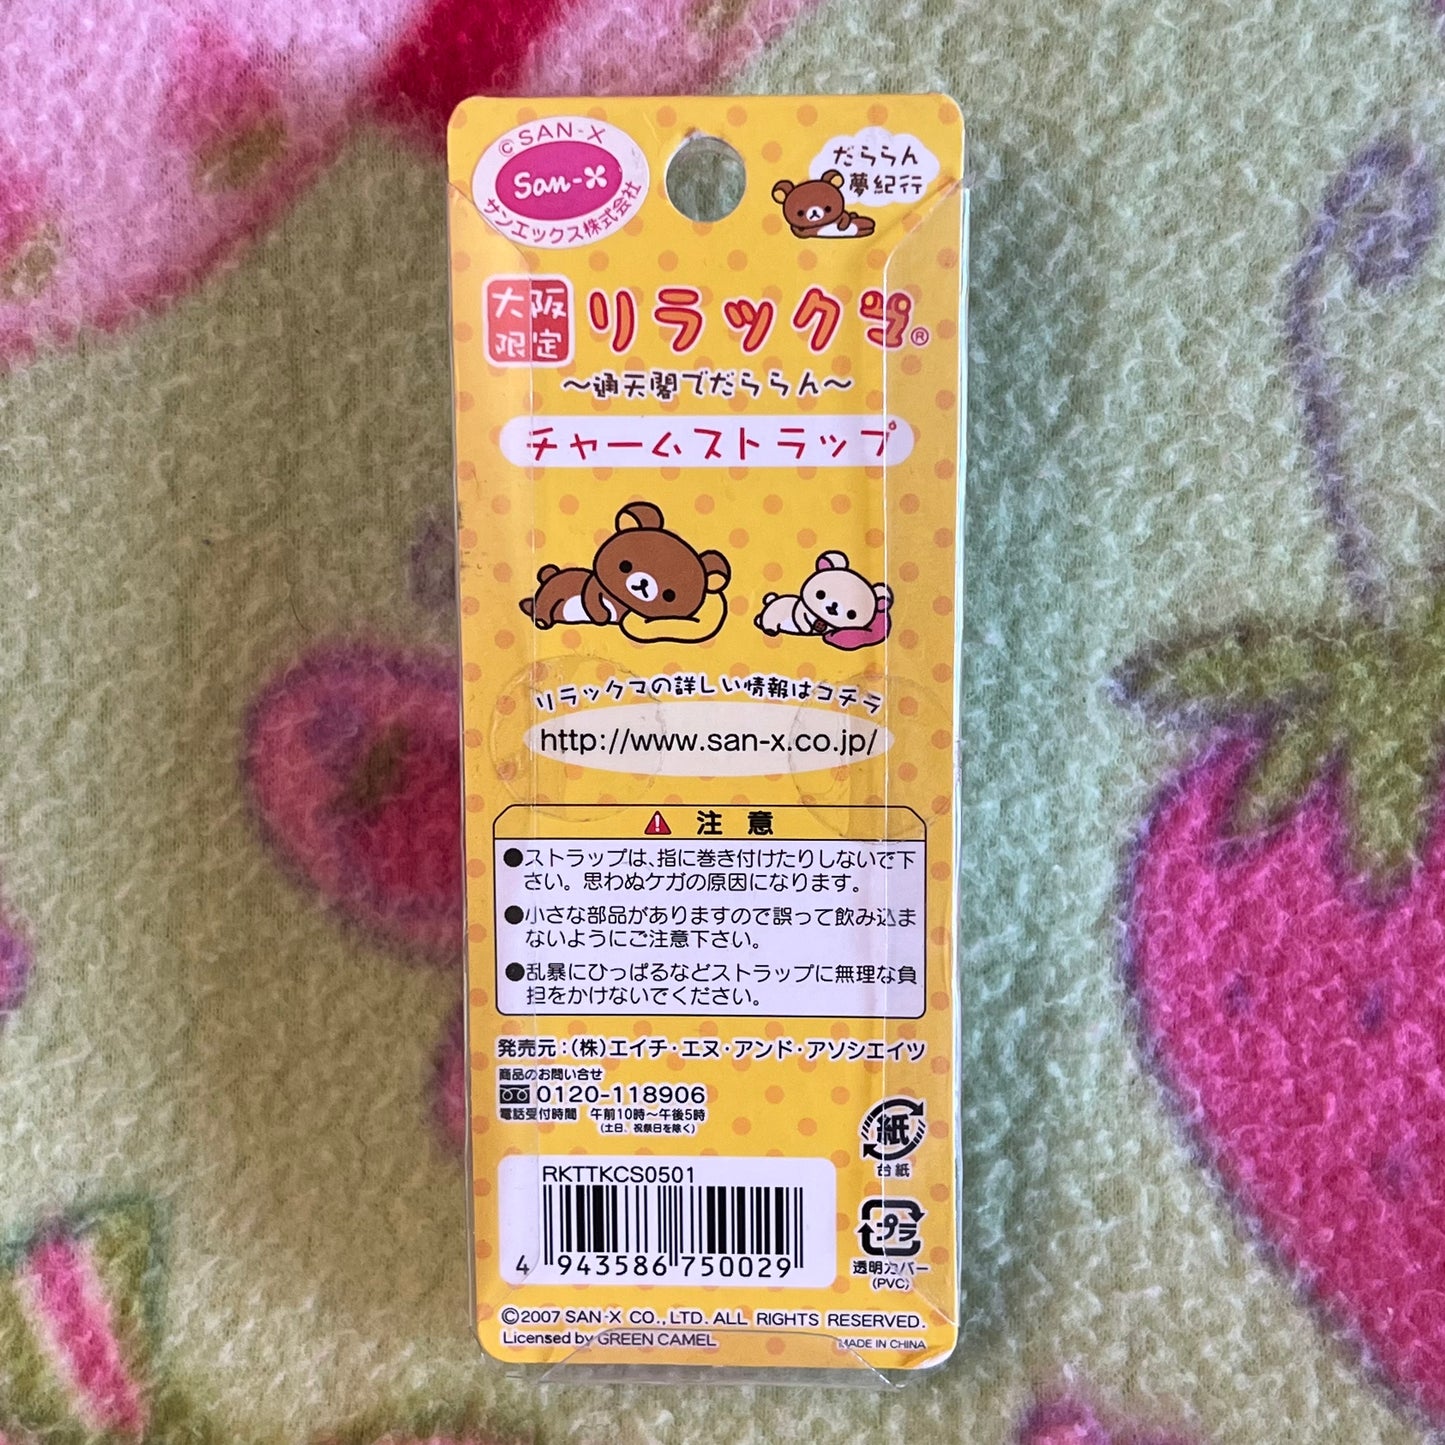 ©SAN-X
San-X
サンエックス株式会社
だららん
夢紀行
大阪
限定
リラックマ®
～通天閣でだららん～
チャームストラップ
リラックマの詳しい情報はコチラ
http://www.san-x.co.jp/
注意
●ストラップは、指に巻き付けたりしないで下
さい。思わぬケガの原因になります。
●小さな部品がありますので誤って飲み込ま
ないようにご注意下さい。
●乱暴にひっぱるなどストラップに無理な負
担をかけないでください。
発売元:(株)エイチ・エヌ・アンド・アソシエイツ
商品のお問い合せ
0120-118906
電話受付時間 午前10時～午後5時
(土日、祝祭日を除く)
紙
台紙
プラ
透明カバー
(PVC)
RKTTKCS0501
4 943586 750029
©2007 SAN-X CO., LTD. ALL RIGHTS RESERVED.
Licensed by GREEN CAMEL
MADE IN CHINA